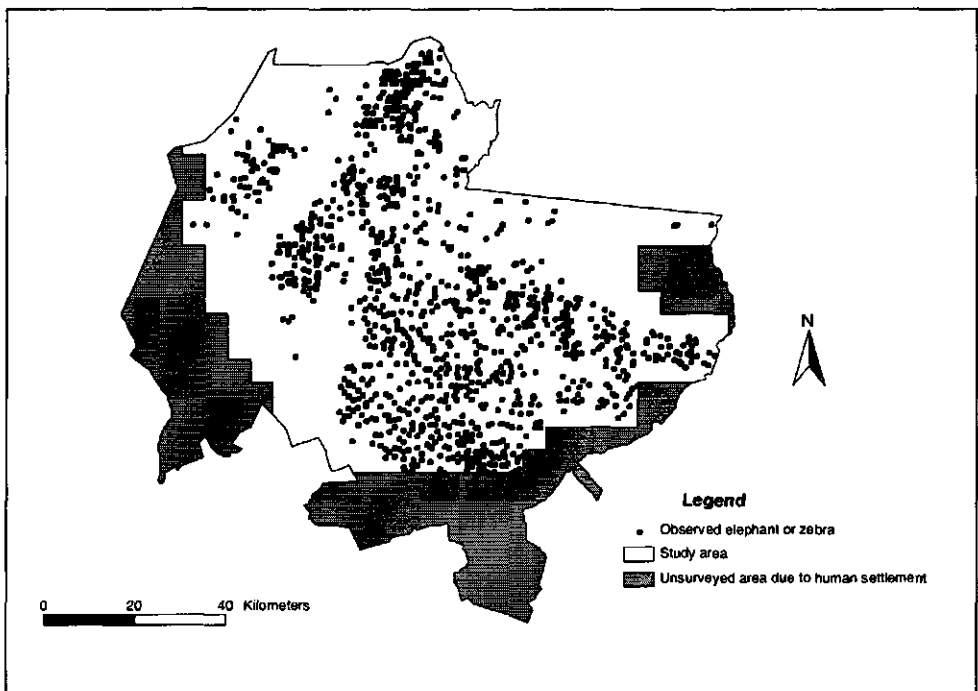 N
Legend
Observed elephant or zebra
Study area
Unsurveyed area due to human settlement
0 20 40 Kilometers